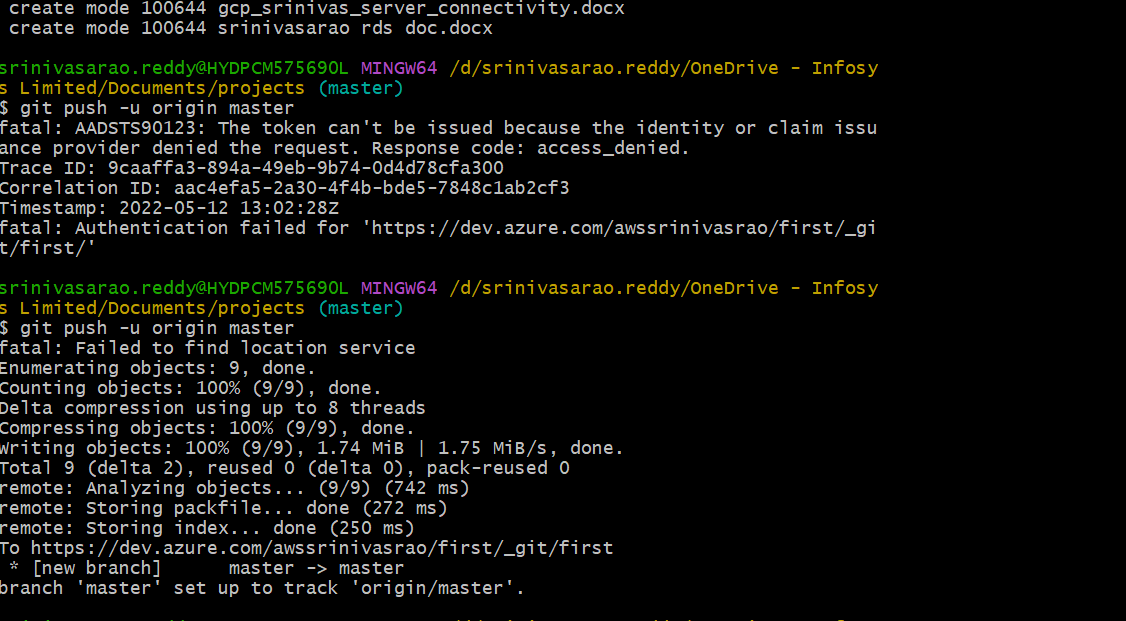 create mode 100644 gcp_srinivas_server_connectivity.docx
create mode 100644 srinivasarao rds doc.docx
srinivasarao.reddy@HYDPCM575690L MINGW64 /d/srinivasarao.reddy/OneDrive - Infosy
s Limited/Documents/projects (master)
$ git push -u origin master
fatal: AADSTS90123: The token can't be issued because the identity or claim issu
ance provider denied the request. Response code: access_denied.
Trace ID: 9caaffa3-894a-49eb-9b74-0d4d78cfa300
Correlation ID: aac4efa5-2a30-4f4b-bde5-7848c1ab2cf3
Timestamp: 2022-05-12 13:02:28Z
fatal: Authentication failed for 'https://dev.azure.com/awssrinivasrao/first/_gi
t/first/'
srinivasarao.reddy@HYDPCM575690L MINGW64 /d/srinivasarao.reddy/OneDrive - Infosy
s Limited/Documents/projects (master)
$ git push -u origin master
fatal: Failed to find location service
Enumerating objects: 9, done.
Counting objects: 100% (9/9), done.
Delta compression using up to 8 threads
Compressing objects: 100% (9/9), done.
Writing objects: 100% (9/9), 1.74 MiB | 1.75 MiB/s, done.
Total 9 (delta 2), reused 0 (delta 0), pack-reused 0
remote: Analyzing objects... (9/9) (742 ms)
remote: Storing packfile... done (272 ms)
remote: Storing index... done (250 ms)
To https://dev.azure.com/awssrinivasrao/first/_git/first
* [new branch] master -> master
branch 'master' set up to track 'origin/master'.